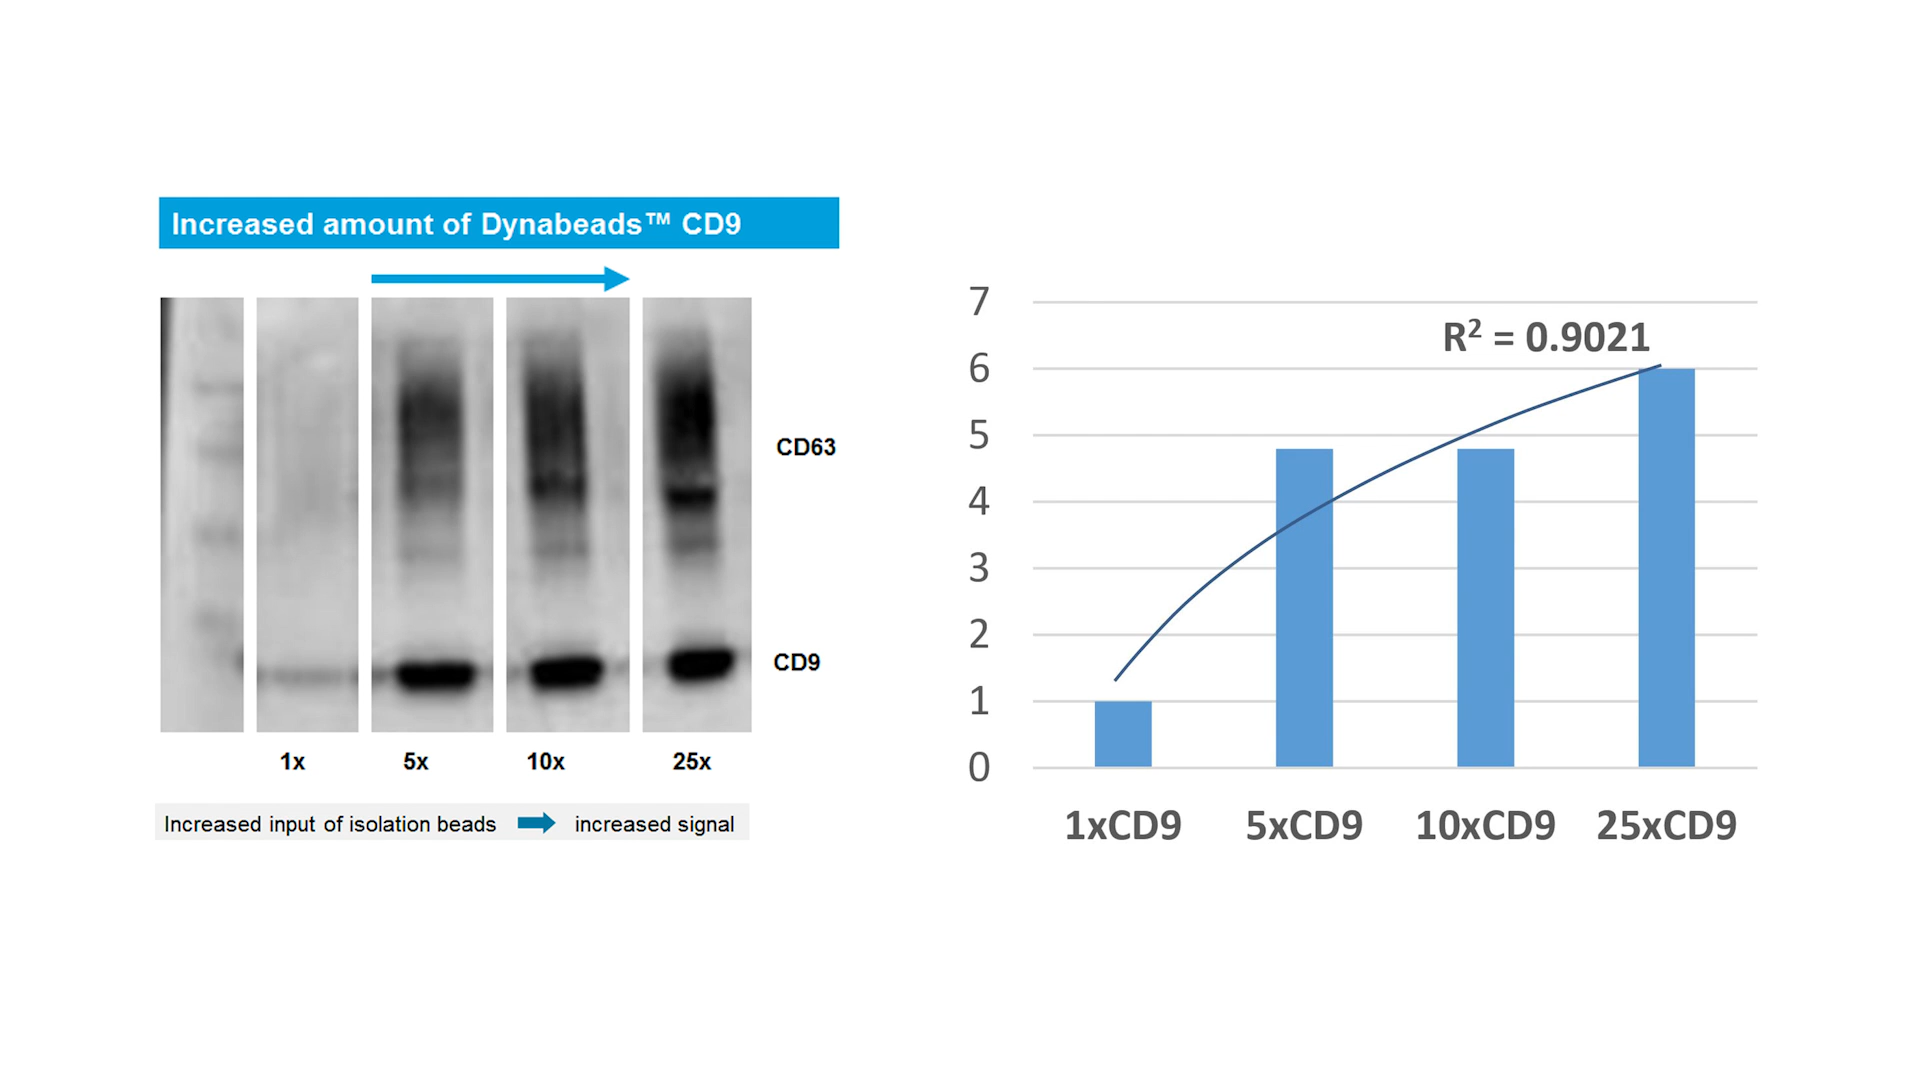 Increased amount of Dynabeads™ CD9
CD63
CD9
1x 5x 10x 25x
Increased input of isolation beads increased signal
7
R² = 0.9021
6
5
4
3
2
1
0
1xCD9 5xCD9 10xCD9 25xCD9